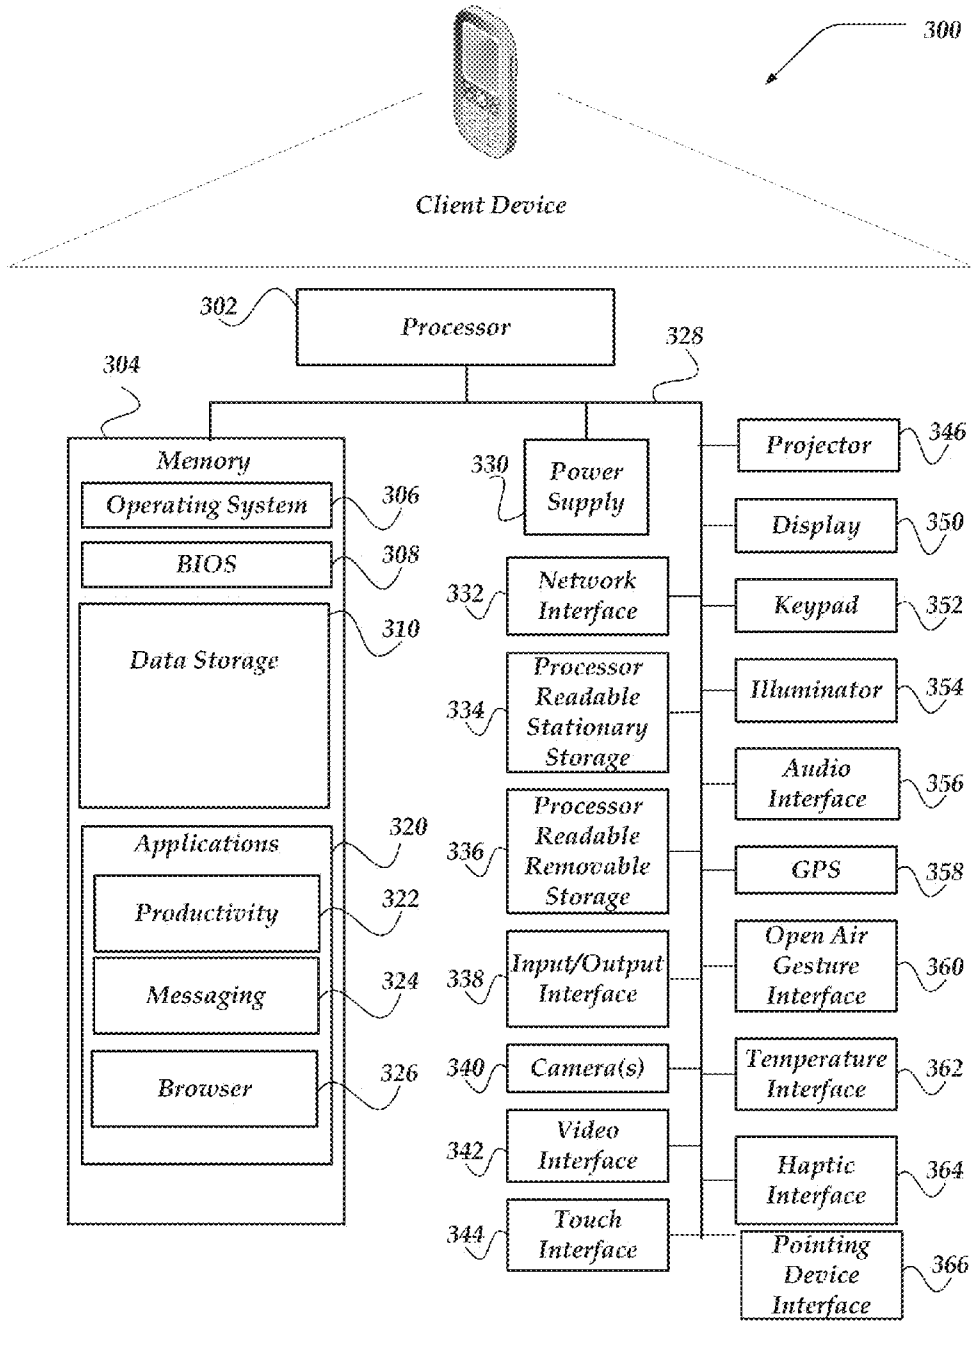 300
Client Device
302
Processor
328
304
Memory
Operating System
306
BIOS
308
Data Storage
310
Applications
320
Productivity
322
Messaging
324
Browser
326
330
Power
Supply
332
Network
Interface
334
Processor
Readable
Stationary
Storage
336
Processor
Readable
Removable
Storage
338
Input/Output
Interface
340
Camera(s)
342
Video
Interface
344
Touch
Interface
Projector
346
Display
350
Keypad
352
Illuminator
354
Audio
Interface
356
GPS
358
Open Air
Gesture
Interface
360
Temperature
Interface
362
Haptic
Interface
364
Pointing
Device
Interface
366